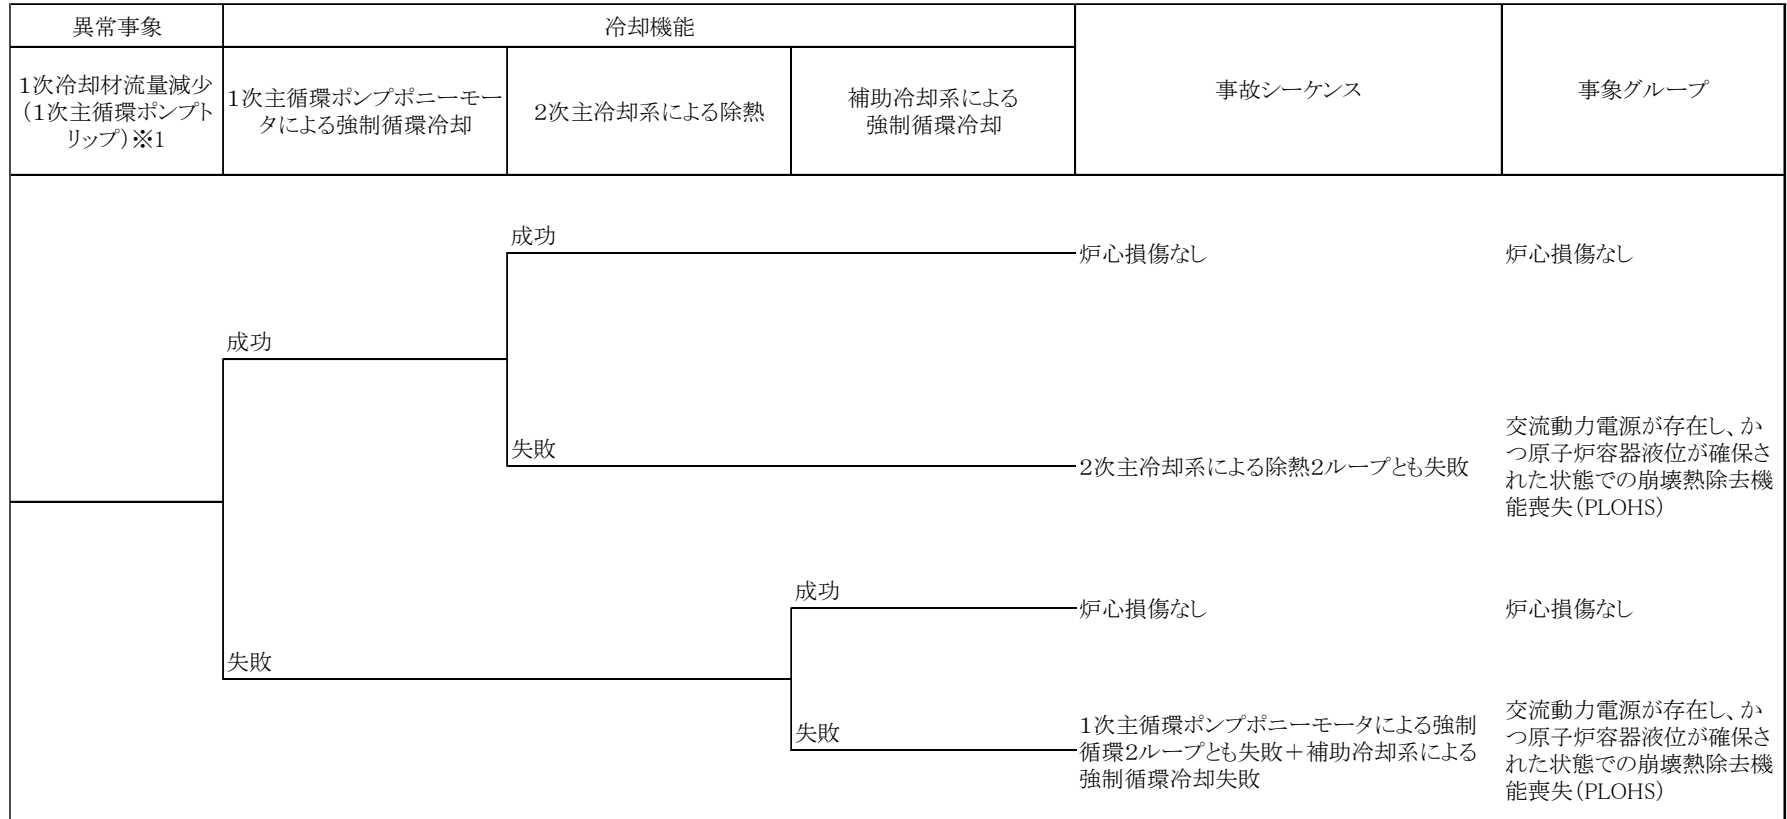 異常事象
冷却機能
1次冷却材流量減少
(1次主循環ポンプト
リップ)※1
1次主循環ポンプポニーモー
タによる強制循環冷却
2次主冷却系による除熱
補助冷却系による
強制循環冷却
事故シーケンス
事象グループ
成功
炉心損傷なし
炉心損傷なし
成功
失敗
2次主冷却系による除熱2ループとも失敗
交流動力電源が存在し、か
つ原子炉容器液位が確保さ
れた状態での崩壊熱除去機
能喪失(PLOHS)
成功
炉心損傷なし
炉心損傷なし
失敗
失敗
1次主循環ポンプポニーモータによる強制
循環2ループとも失敗+補助冷却系による
強制循環冷却失敗
交流動力電源が存在し、か
つ原子炉容器液位が確保さ
れた状態での崩壊熱除去機
能喪失(PLOHS)